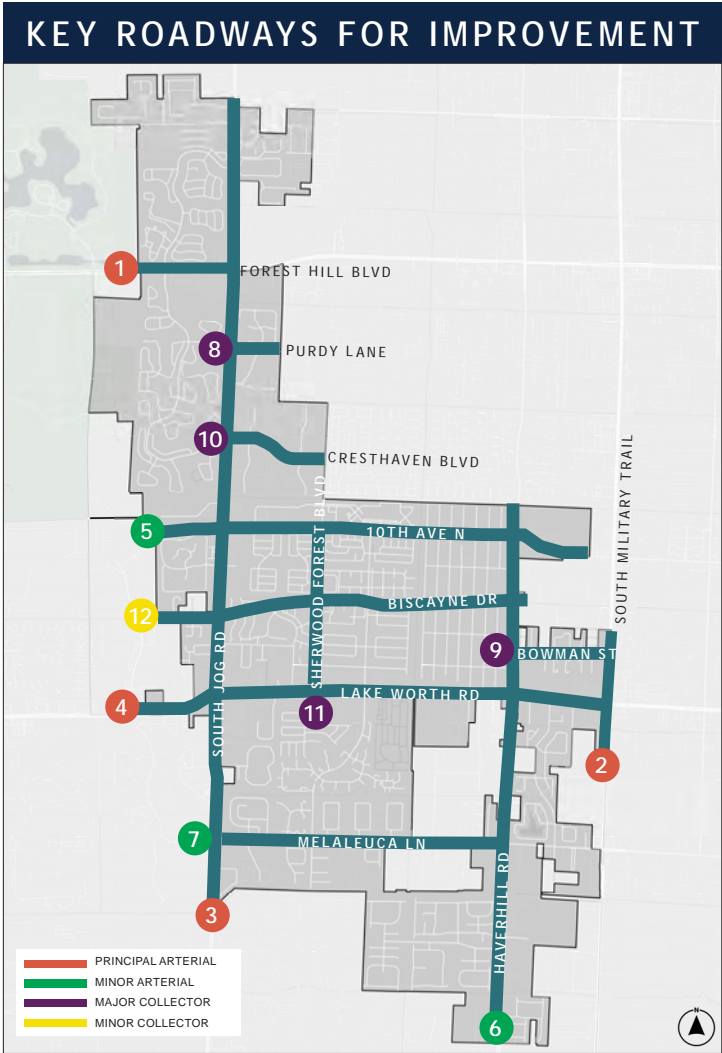 KEY ROADWAYS FOR IMPROVEMENT
1
FOREST HILL BLVD
8
PURDY LANE
10
CRESTHAVEN BLVD
SOUTH MILITARY TRAIL
5
10TH AVE N
SHERWOOD FOREST BLVD
12
BISCAYNE DR
9
BOWMAN ST
SOUTH JOG RD
4
LAKE WORTH RD
11
2
7
MELALEUCA LN
HAVERHILL RD
3
6
PRINCIPAL ARTERIAL
MINOR ARTERIAL
MAJOR COLLECTOR
MINOR COLLECTOR
N